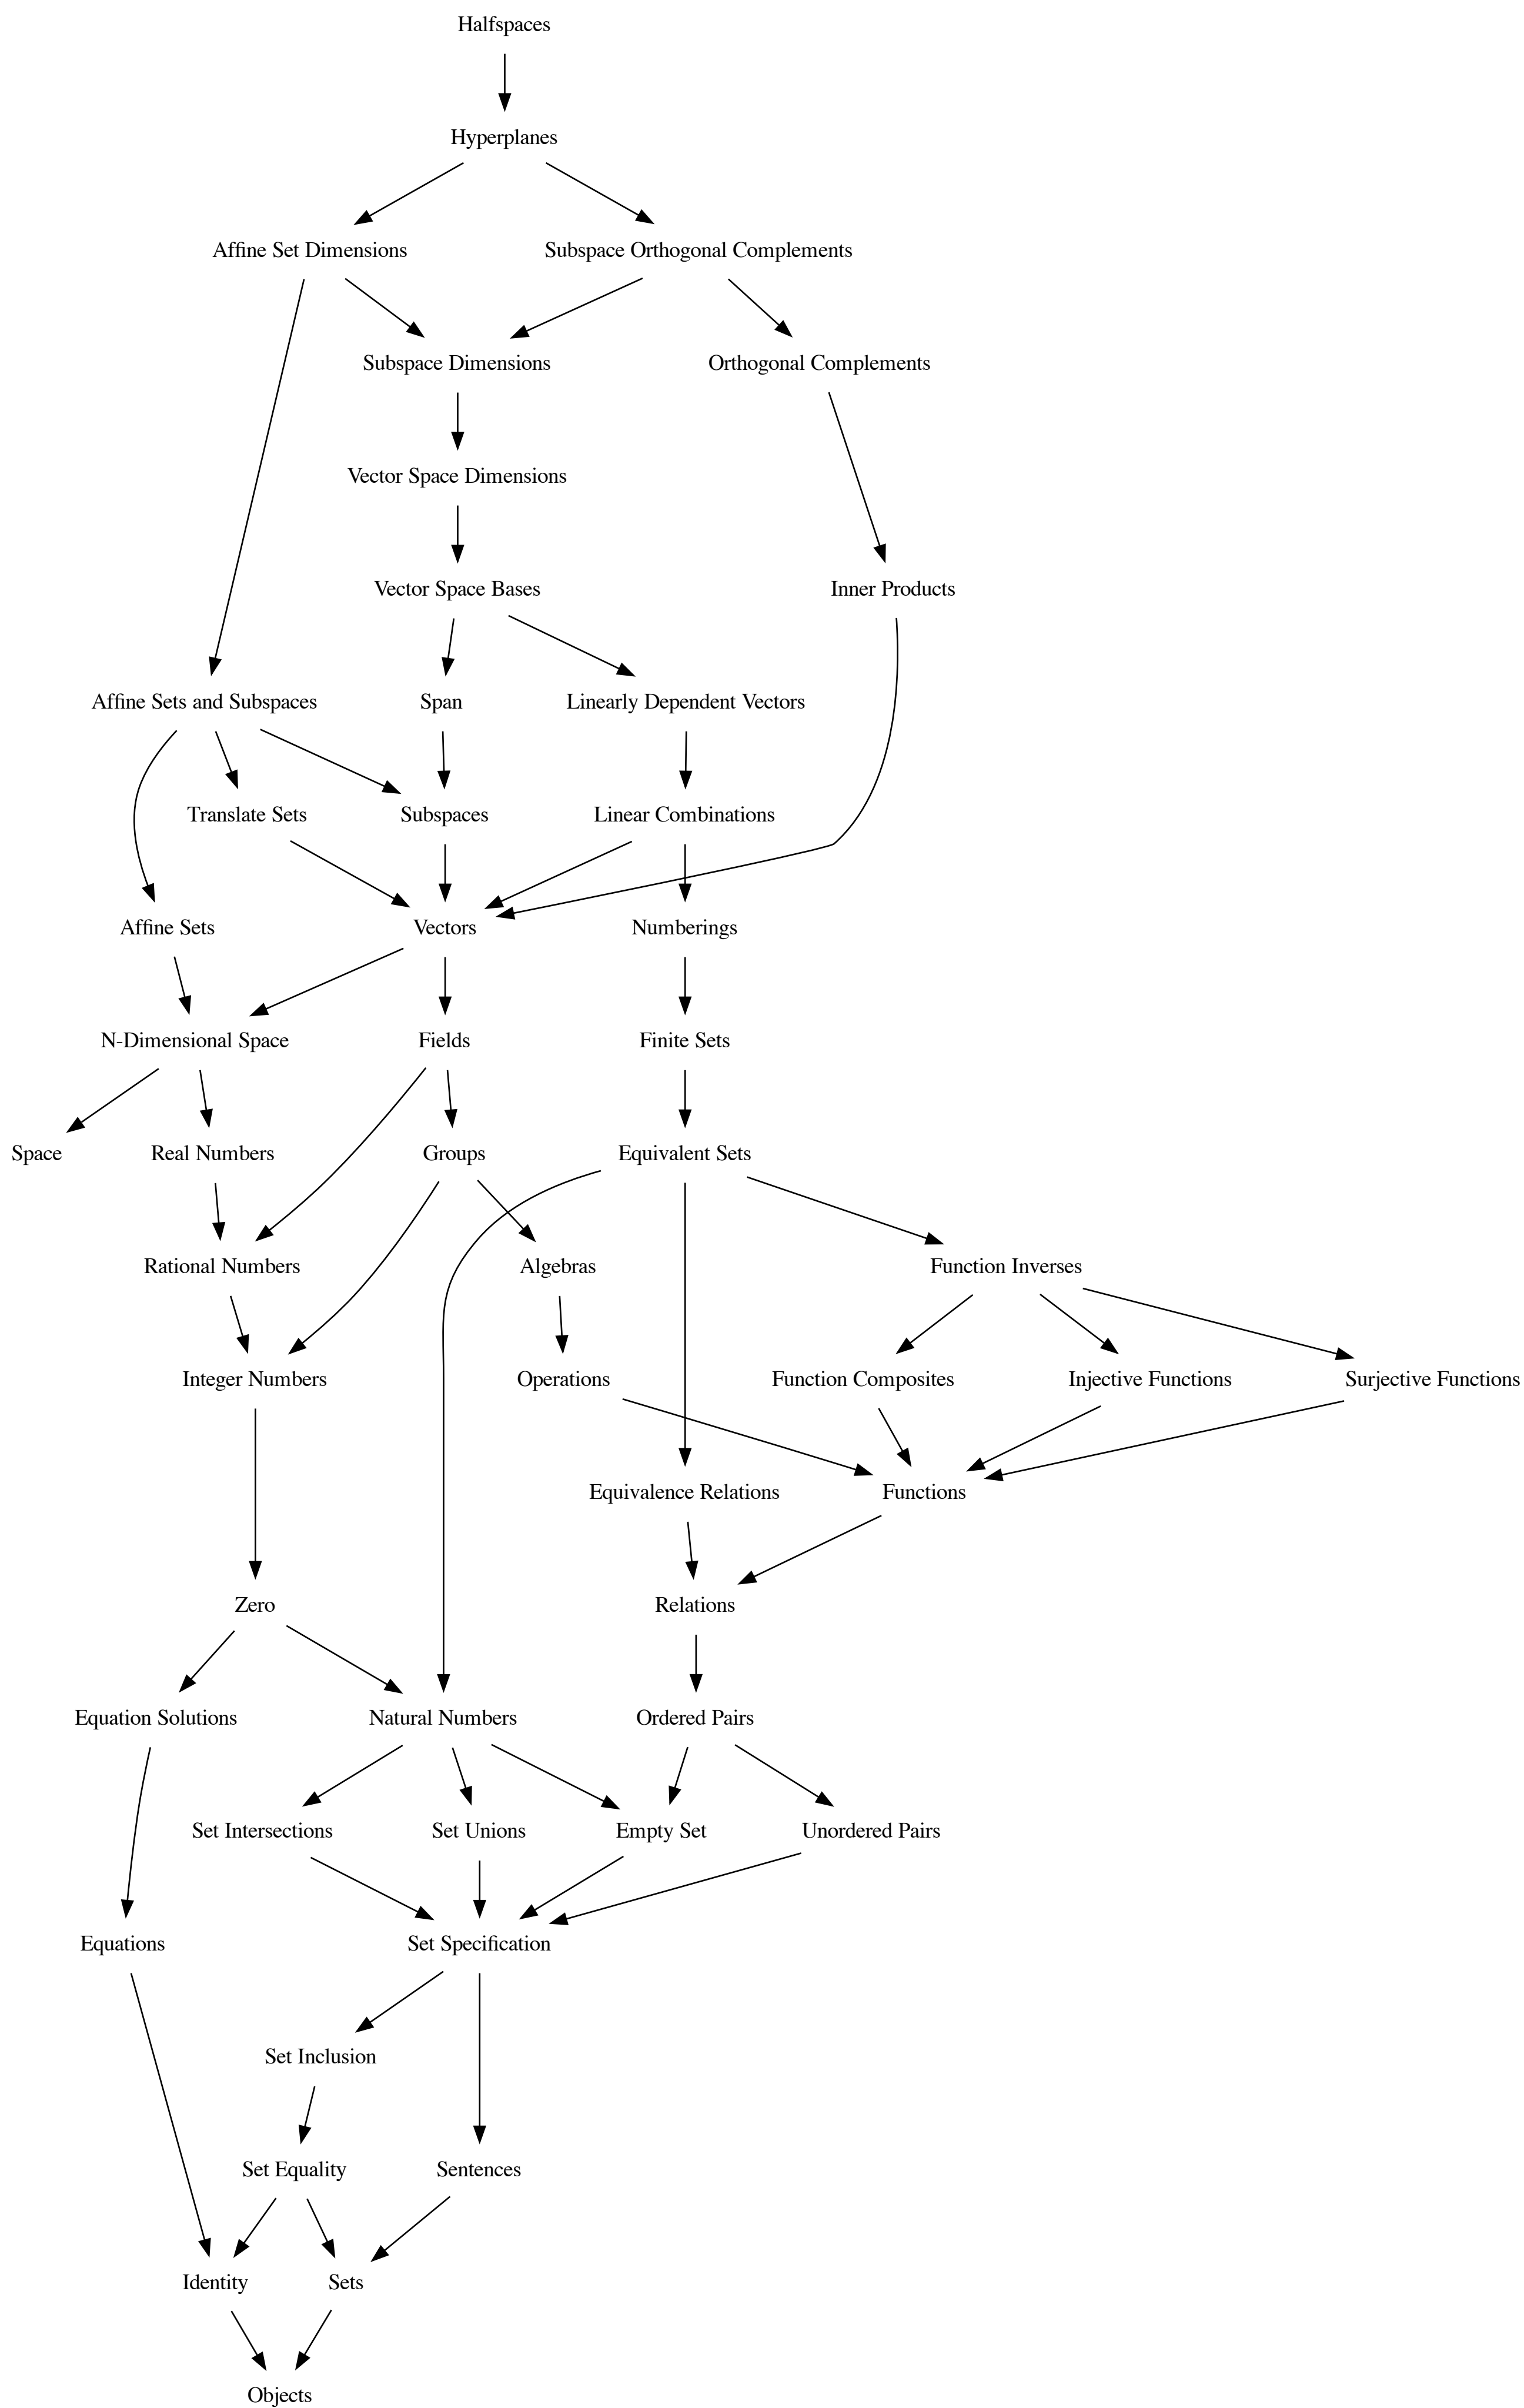 Halfspaces
Hyperplanes
Affine Set Dimensions
Subspace Orthogonal Complements
Subspace Dimensions
Orthogonal Complements
Vector Space Dimensions
Vector Space Bases
Inner Products
Affine Sets and Subspaces
Span
Linearly Dependent Vectors
Translate Sets
Subspaces
Linear Combinations
Affine Sets
Vectors
Numberings
N-Dimensional Space
Fields
Finite Sets
Space
Real Numbers
Groups
Equivalent Sets
Rational Numbers
Algebras
Function Inverses
Integer Numbers
Operations
Function Composites
Injective Functions
Surjective Functions
Equivalence Relations
Functions
Zero
Relations
Equation Solutions
Natural Numbers
Ordered Pairs
Set Intersections
Set Unions
Empty Set
Unordered Pairs
Equations
Set Specification
Set Inclusion
Set Equality
Sentences
Identity
Sets
Objects